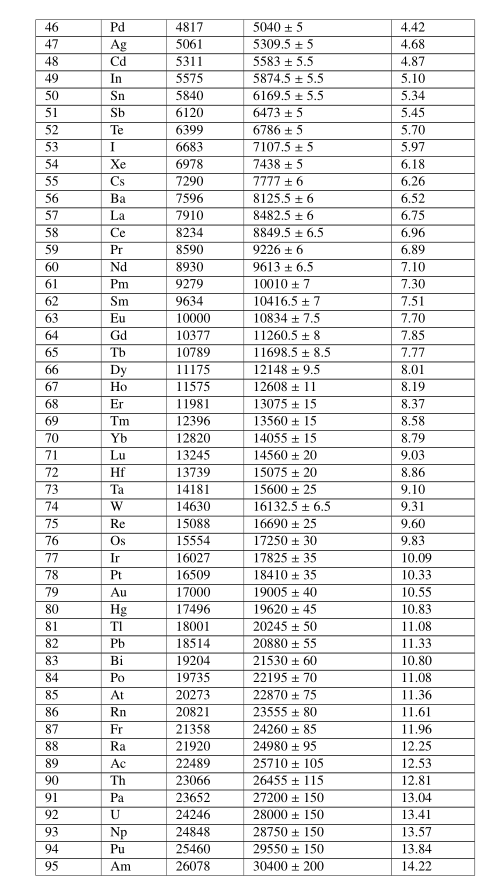 46 Pd 4817 5040 ± 5 4.42
47 Ag 5061 5309.5 ± 5 4.68
48 Cd 5311 5583 ± 5.5 4.87
49 In 5575 5874.5 ± 5.5 5.10
50 Sn 5840 6169.5 ± 5.5 5.34
51 Sb 6120 6473 ± 5 5.45
52 Te 6399 6786 ± 5 5.70
53 I 6683 7107.5 ± 5 5.97
54 Xe 6978 7438 ± 5 6.18
55 Cs 7290 7777 ± 6 6.26
56 Ba 7596 8125.5 ± 6 6.52
57 La 7910 8482.5 ± 6 6.75
58 Ce 8234 8849.5 ± 6.5 6.96
59 Pr 8590 9226 ± 6 6.89
60 Nd 8930 9613 ± 6.5 7.10
61 Pm 9279 10010 ± 7 7.30
62 Sm 9634 10416.5 ± 7 7.51
63 Eu 10000 10834 ± 7.5 7.70
64 Gd 10377 11260.5 ± 8 7.85
65 Tb 10789 11698.5 ± 8.5 7.77
66 Dy 11175 12148 ± 9.5 8.01
67 Ho 11575 12608 ± 11 8.19
68 Er 11981 13075 ± 15 8.37
69 Tm 12396 13560 ± 15 8.58
70 Yb 12820 14055 ± 15 8.79
71 Lu 13245 14560 ± 20 9.03
72 Hf 13739 15075 ± 20 8.86
73 Ta 14181 15600 ± 25 9.10
74 W 14630 16132.5 ± 6.5 9.31
75 Re 15088 16690 ± 25 9.60
76 Os 15554 17250 ± 30 9.83
77 Ir 16027 17825 ± 35 10.09
78 Pt 16509 18410 ± 35 10.33
79 Au 17000 19005 ± 40 10.55
80 Hg 17496 19620 ± 45 10.83
81 Tl 18001 20245 ± 50 11.08
82 Pb 18514 20880 ± 55 11.33
83 Bi 19204 21530 ± 60 10.80
84 Po 19735 22195 ± 70 11.08
85 At 20273 22870 ± 75 11.36
86 Rn 20821 23555 ± 80 11.61
87 Fr 21358 24260 ± 85 11.96
88 Ra 21920 24980 ± 95 12.25
89 Ac 22489 25710 ± 105 12.53
90 Th 23066 26455 ± 115 12.81
91 Pa 23652 27200 ± 150 13.04
92 U 24246 28000 ± 150 13.41
93 Np 24848 28750 ± 150 13.57
94 Pu 25460 29550 ± 150 13.84
95 Am 26078 30400 ± 200 14.22